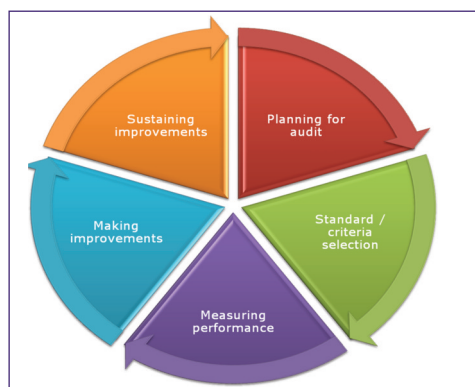 Planning for
audit
Standard /
criteria
selection
Measuring
performance
Making
improvements
Sustaining
improvements